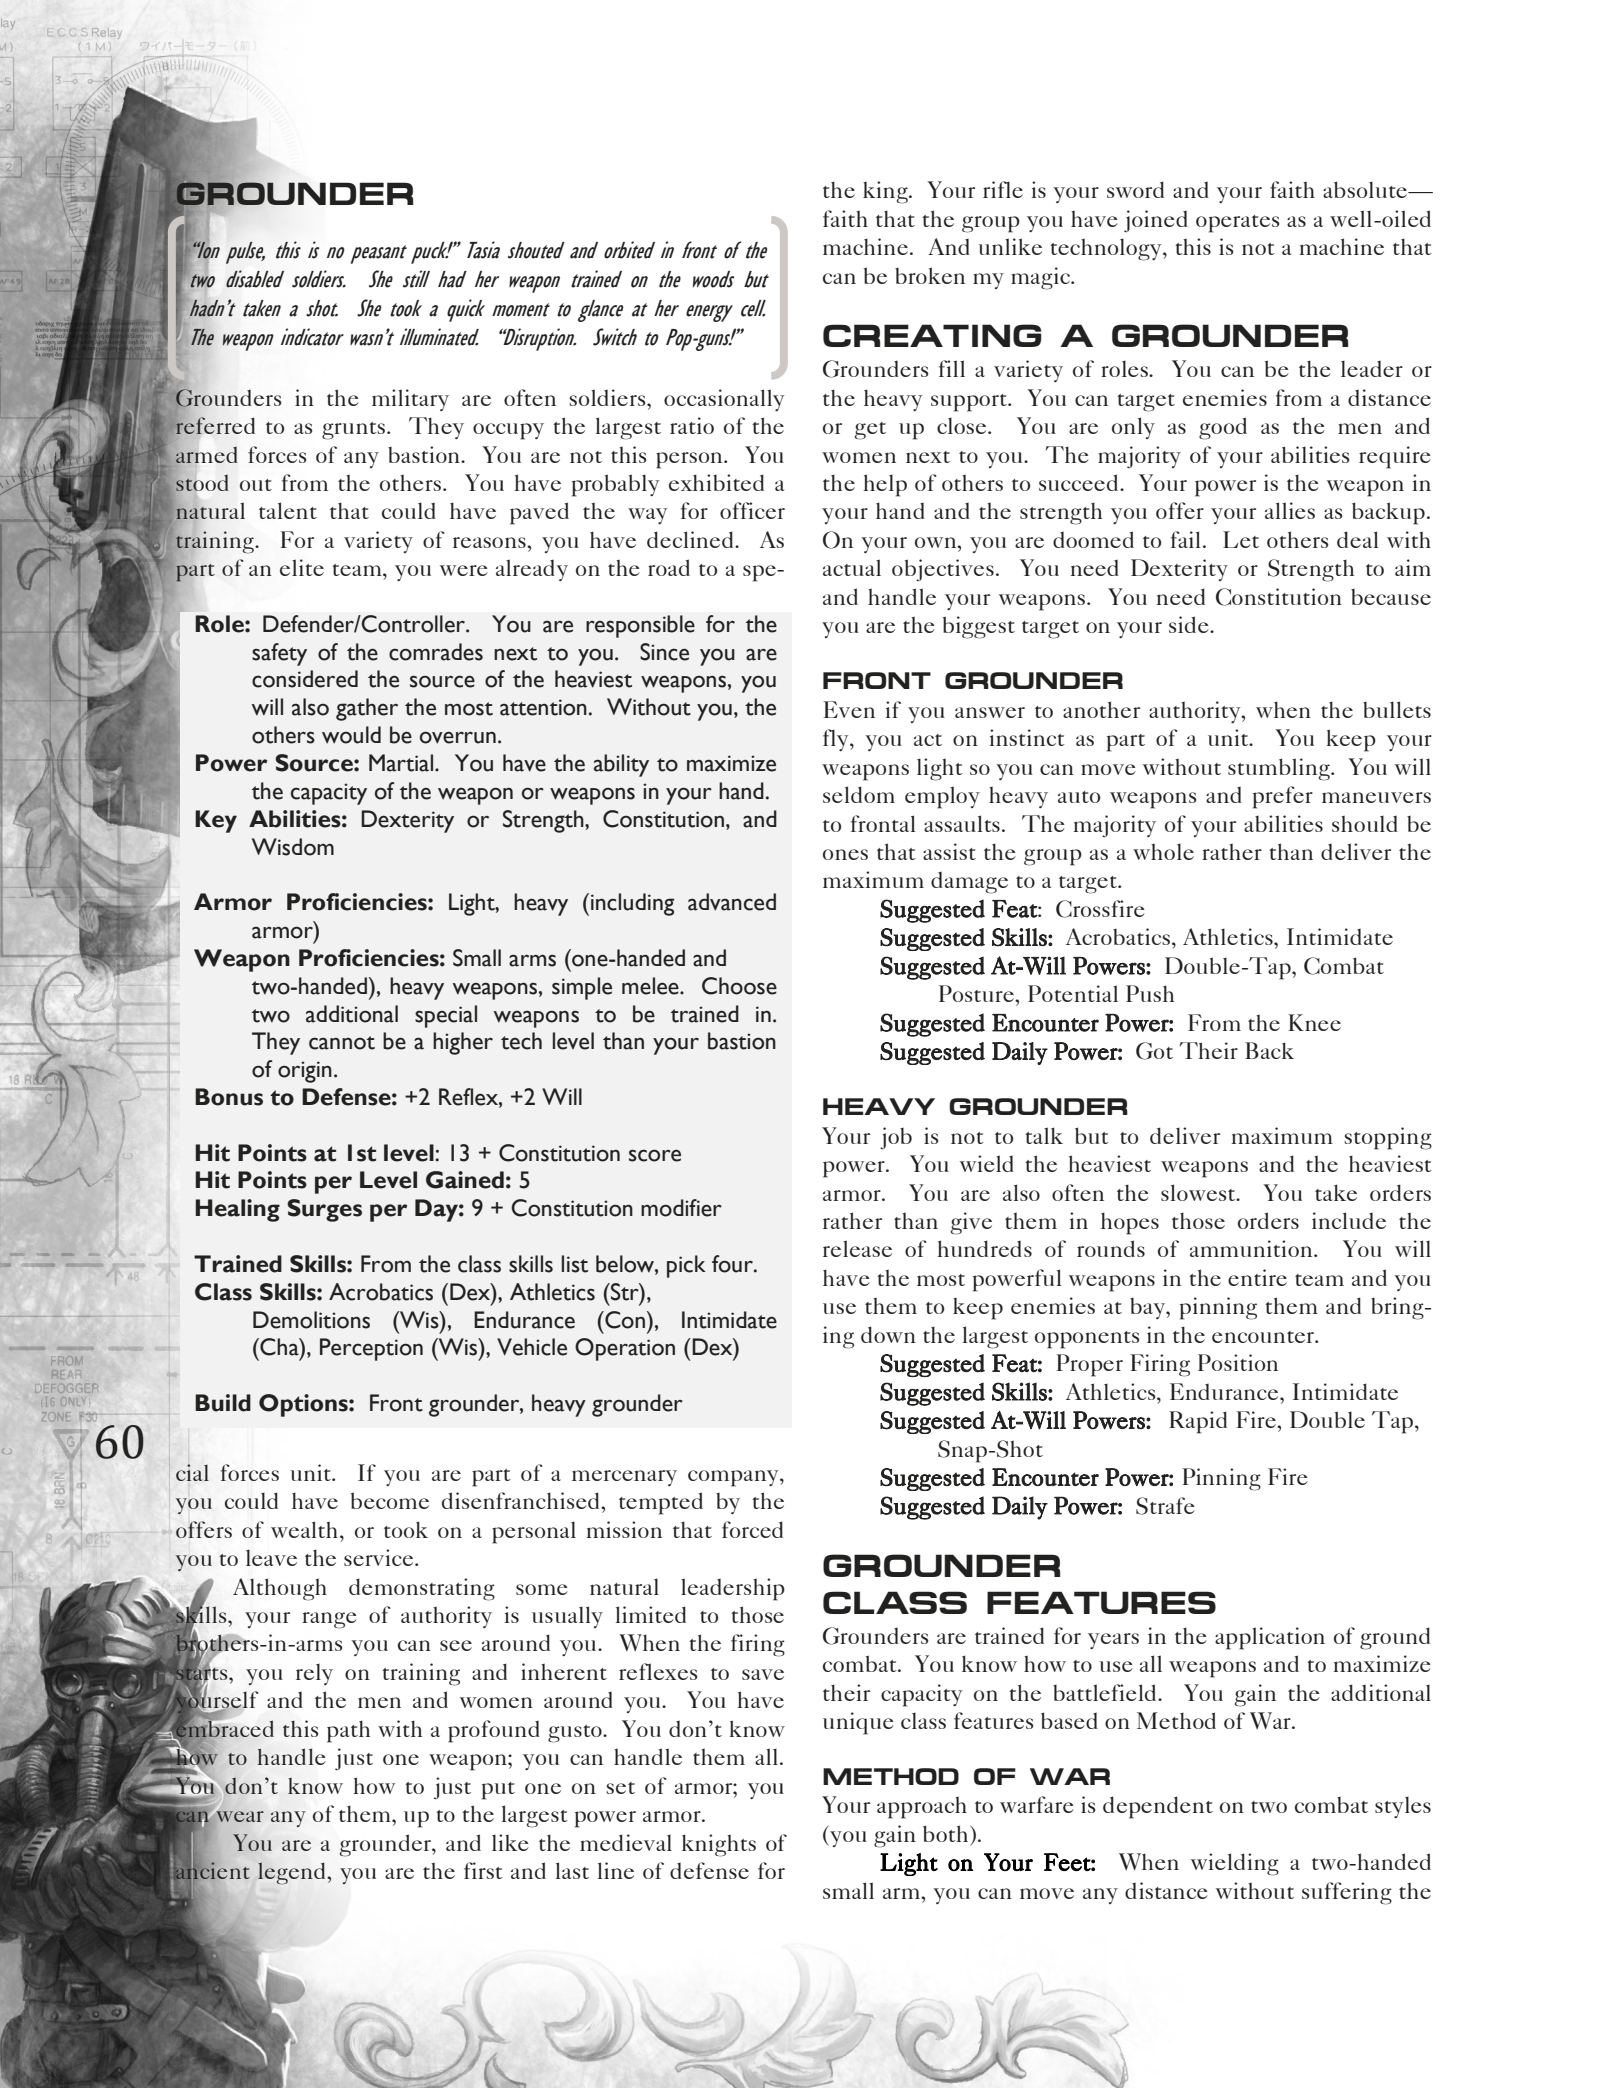 ECCS Relay
(1M)
ワイパーモーター（前）
GROUNDER
“Ion pulse, this is no peasant puck!” Tasia shouted and orbited in front of the
two disabled soldiers. She still had her weapon trained on the woods but
hadn’t taken a shot. She took a quick moment to glance at her energy cell.
The weapon indicator wasn’t illuminated. “Disruption. Switch to Pop-guns!”
Grounders in the military are often soldiers, occasionally
referred to as grunts. They occupy the largest ratio of the
armed forces of any bastion. You are not this person. You
stood out from the others. You have probably exhibited a
natural talent that could have paved the way for officer
training. For a variety of reasons, you have declined. As
part of an elite team, you were already on the road to a spe-
Role: Defender/Controller. You are responsible for the
safety of the comrades next to you. Since you are
considered the source of the heaviest weapons, you
will also gather the most attention. Without you, the
others would be overrun.
Power Source: Martial. You have the ability to maximize
the capacity of the weapon or weapons in your hand.
Key Abilities: Dexterity or Strength, Constitution, and
Wisdom
Armor Proficiencies: Light, heavy (including advanced
armor)
Weapon Proficiencies: Small arms (one-handed and
two-handed), heavy weapons, simple melee. Choose
two additional special weapons to be trained in.
They cannot be a higher tech level than your bastion
of origin.
Bonus to Defense: +2 Reflex, +2 Will
Hit Points at 1st level: 13 + Constitution score
Hit Points per Level Gained: 5
Healing Surges per Day: 9 + Constitution modifier
Trained Skills: From the class skills list below, pick four.
Class Skills: Acrobatics (Dex), Athletics (Str),
Demolitions (Wis), Endurance (Con), Intimidate
(Cha), Perception (Wis), Vehicle Operation (Dex)
Build Options: Front grounder, heavy grounder
FROM
REAR
DEFOGGER
(I6 ONLY)
ZONE F30
60
cial forces unit. If you are part of a mercenary company,
you could have become disenfranchised, tempted by the
offers of wealth, or took on a personal mission that forced
you to leave the service.
Although demonstrating some natural leadership
skills, your range of authority is usually limited to those
brothers-in-arms you can see around you. When the firing
starts, you rely on training and inherent reflexes to save
yourself and the men and women around you. You have
embraced this path with a profound gusto. You don’t know
how to handle just one weapon; you can handle them all.
You don’t know how to just put one on set of armor; you
can wear any of them, up to the largest power armor.
You are a grounder, and like the medieval knights of
ancient legend, you are the first and last line of defense for
the king. Your rifle is your sword and your faith absolute—
faith that the group you have joined operates as a well-oiled
machine. And unlike technology, this is not a machine that
can be broken my magic.
CREATING A GROUNDER
Grounders fill a variety of roles. You can be the leader or
the heavy support. You can target enemies from a distance
or get up close. You are only as good as the men and
women next to you. The majority of your abilities require
the help of others to succeed. Your power is the weapon in
your hand and the strength you offer your allies as backup.
On your own, you are doomed to fail. Let others deal with
actual objectives. You need Dexterity or Strength to aim
and handle your weapons. You need Constitution because
you are the biggest target on your side.
FRONT GROUNDER
Even if you answer to another authority, when the bullets
fly, you act on instinct as part of a unit. You keep your
weapons light so you can move without stumbling. You will
seldom employ heavy auto weapons and prefer maneuvers
to frontal assaults. The majority of your abilities should be
ones that assist the group as a whole rather than deliver the
maximum damage to a target.
Suggested Feat: Crossfire
Suggested Skills: Acrobatics, Athletics, Intimidate
Suggested At-Will Powers: Double-Tap, Combat
Posture, Potential Push
Suggested Encounter Power: From the Knee
Suggested Daily Power: Got Their Back
HEAVY GROUNDER
Your job is not to talk but to deliver maximum stopping
power. You wield the heaviest weapons and the heaviest
armor. You are also often the slowest. You take orders
rather than give them in hopes those orders include the
release of hundreds of rounds of ammunition. You will
have the most powerful weapons in the entire team and you
use them to keep enemies at bay, pinning them and bring-
ing down the largest opponents in the encounter.
Suggested Feat: Proper Firing Position
Suggested Skills: Athletics, Endurance, Intimidate
Suggested At-Will Powers: Rapid Fire, Double Tap,
Snap-Shot
Suggested Encounter Power: Pinning Fire
Suggested Daily Power: Strafe
GROUNDER
CLASS FEATURES
Grounders are trained for years in the application of ground
combat. You know how to use all weapons and to maximize
their capacity on the battlefield. You gain the additional
unique class features based on Method of War.
METHOD OF WAR
Your approach to warfare is dependent on two combat styles
(you gain both).
Light on Your Feet: When wielding a two-handed
small arm, you can move any distance without suffering the